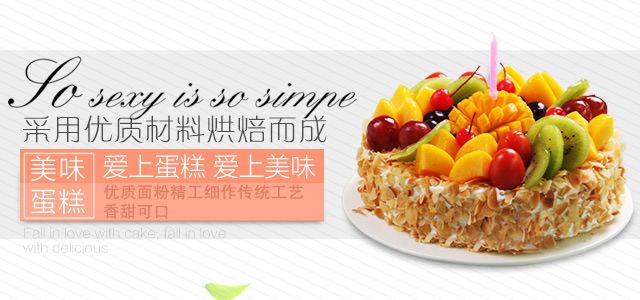 So sexy is so simpe
采用优质材料烘焙而成
美味
蛋糕
爱上蛋糕 爱上美味
优质面粉精工细作传统工艺
香甜可口
Fall in love with cake, fall in love
with delicious